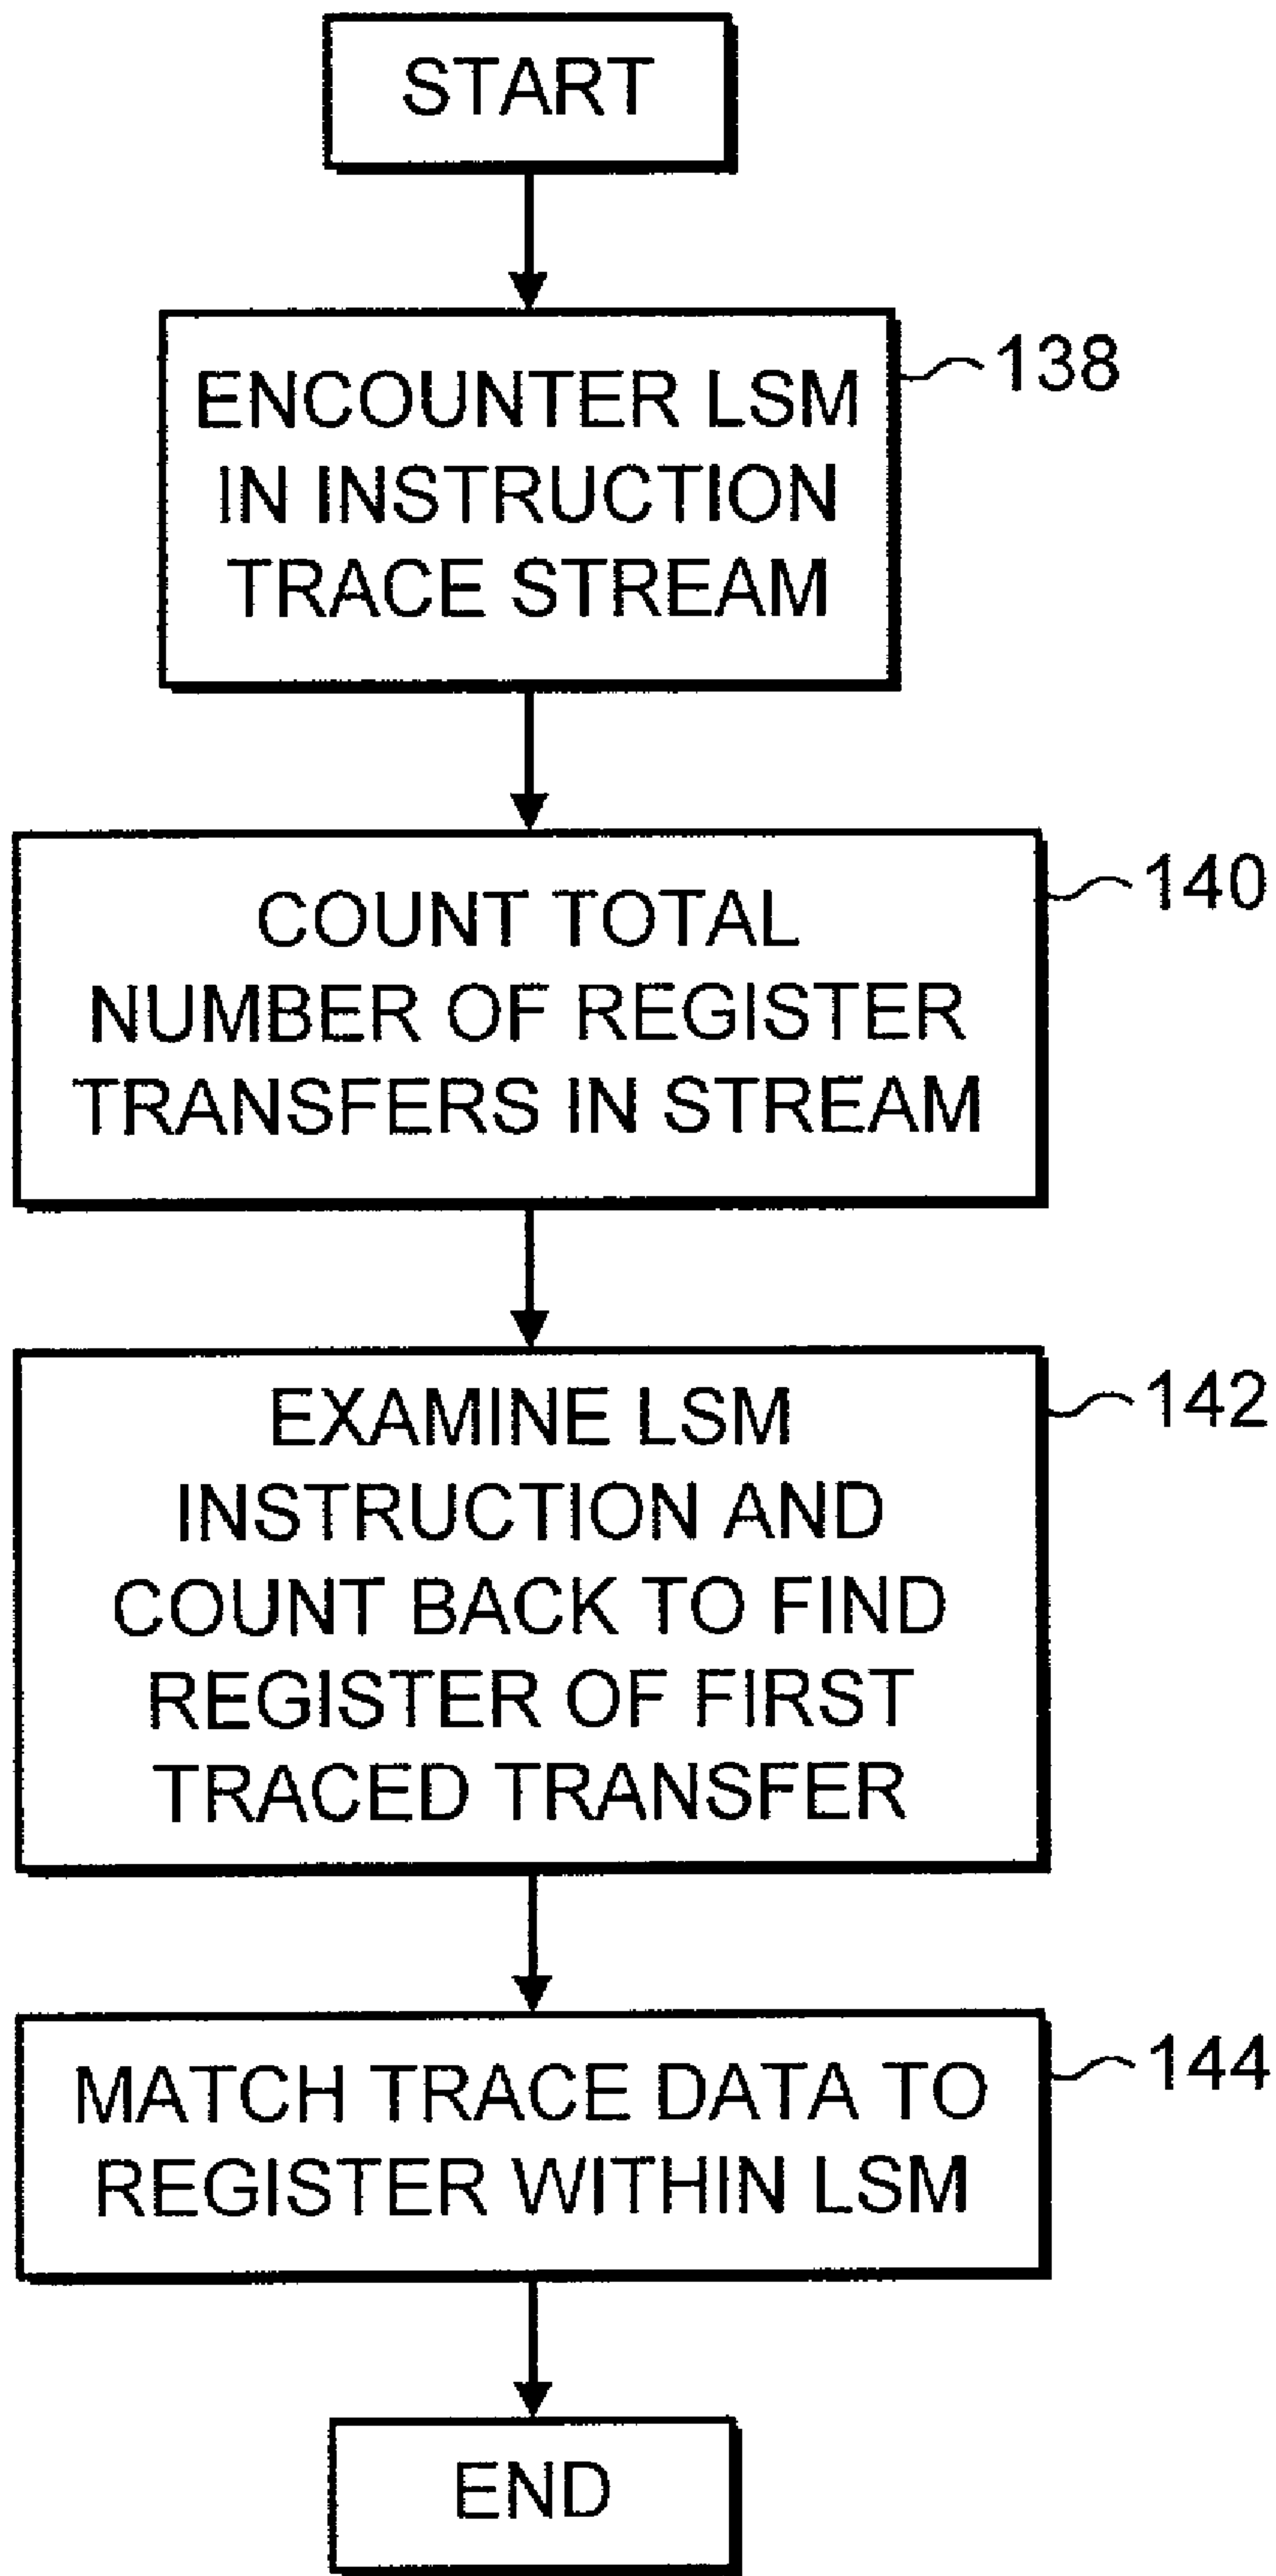 START
ENCOUNTER LSM
IN INSTRUCTION
TRACE STREAM
138
COUNT TOTAL
NUMBER OF REGISTER
TRANSFERS IN STREAM
140
EXAMINE LSM
INSTRUCTION AND
COUNT BACK TO FIND
REGISTER OF FIRST
TRACED TRANSFER
142
MATCH TRACE DATA TO
REGISTER WITHIN LSM
144
END